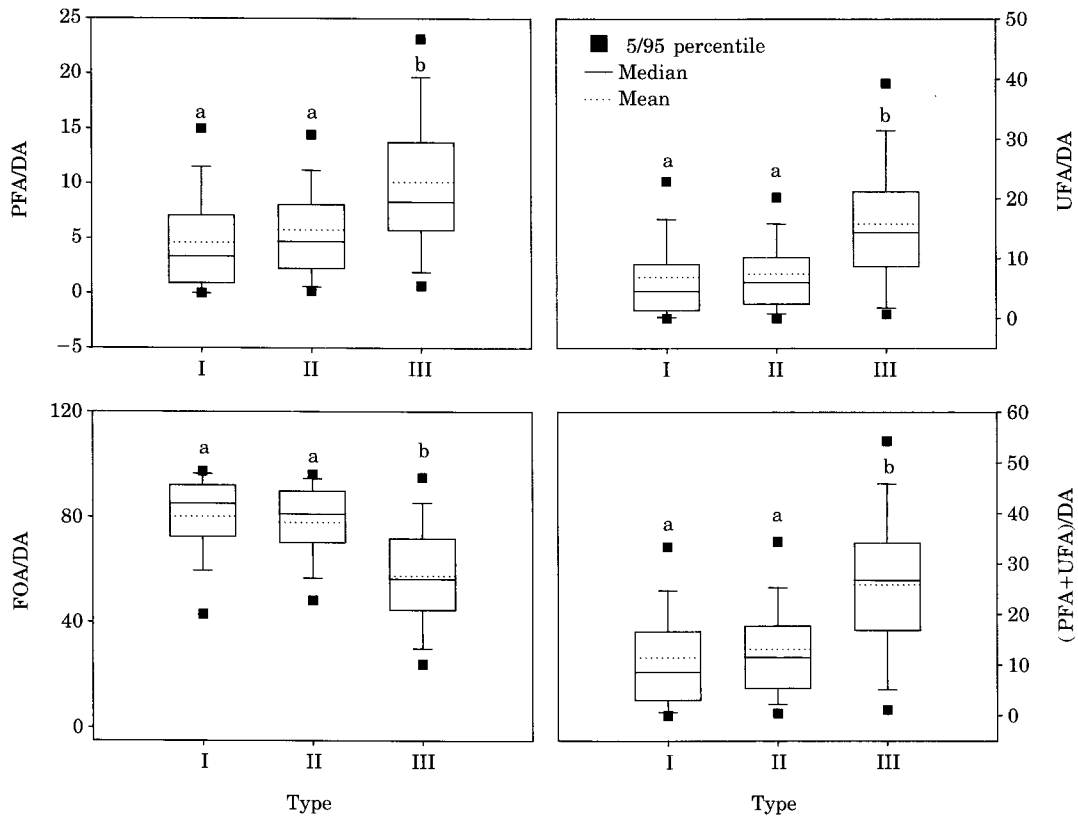 25
20
15
10
5
0
−5
PFA/DA
a
a
b
I
II
III
50
40
30
20
10
0
UFA/DA
5/95 percentile
Median
Mean
a
a
b
I
II
III
120
80
40
0
FOA/DA
a
a
b
I
II
III
Type
60
50
40
30
20
10
0
(PFA+UFA)/DA
a
a
b
I
II
III
Type